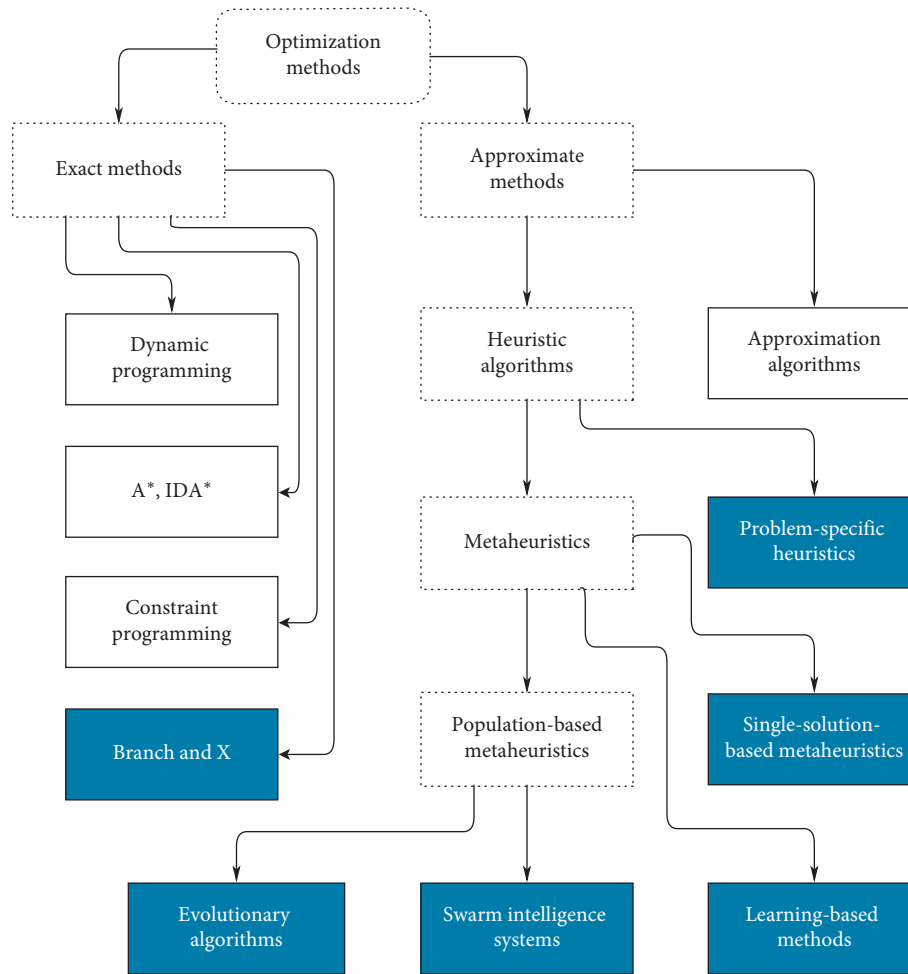 Optimization
methods
Exact methods
Approximate
methods
Dynamic
programming
Heuristic
algorithms
Approximation
algorithms
A*, IDA*
Metaheuristics
Problem-specific
heuristics
Constraint
programming
Branch and X
Population-based
metaheuristics
Single-solution-
based metaheuristics
Evolutionary
algorithms
Swarm intelligence
systems
Learning-based
methods